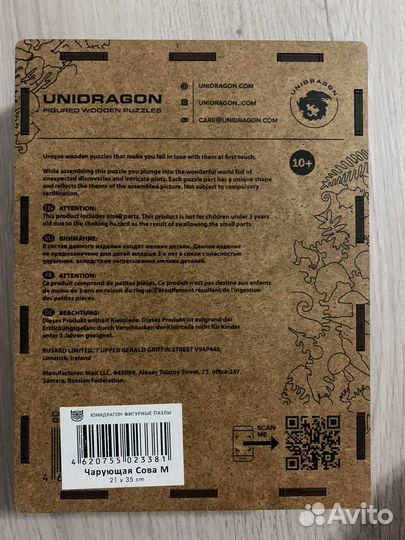 UNIDRAGON
FIGURED WOODEN PUZZLES
UNIDRAGON.COM
UNIDRAGON_.COM
CARE@UNIDRAGON.COM
UNIDRAGON
10+
Unique wooden puzzles that make you fall in love with them at first touch.
While assembling this puzzle you plunge into the wonderful world full of
unexpected discoveries and intricate plots. Each puzzle part has a unique shape
and reflects the theme of the assembled picture. Not subject to compulsory
certification.
EN ATTENTION:
This product includes small parts. This product is not for children under 3 years
old due to the choking hazard as the result of swallowing the small parts.
RU ВНИМАНИЕ:
В состав данного изделия входят мелкие детали. Данное изделие
не предназначено для детей младше 3-х лет в связи с опасностью
удушения, вследствие заглатывания мелких деталей.
ATTENTION:
Ce produit comprend de petites pièces. Ce produit n'est pas destiné aux enfants
de moins de 3 ans en raison du risque d'étouffement résultant de l'ingestion
des petites pièces.
DE BEACHTUNG:
Dieses Produkt enthält Kleinteile. Dieses Produkt ist aufgrund der
Erstickungsgefahr durch Verschlucken der Kleinteile nicht für Kinder
unter 3 Jahren geeignet.
BUSARD LIMITED, 7 UPPER GERALD GRIFFIN STREET V94P448,
Limerick, Ireland
Manufacturer: Wait LLC, 443099, Alexey Tolstoy Street, 75, office 237,
Samara, Russian Federation.
ЮНИДРАГОН ФИГУРНЫЕ ПАЗЛЫ
4 620755 023381
Чарующая Сова M
21 x 35 cm
SCAN
ME
Avito